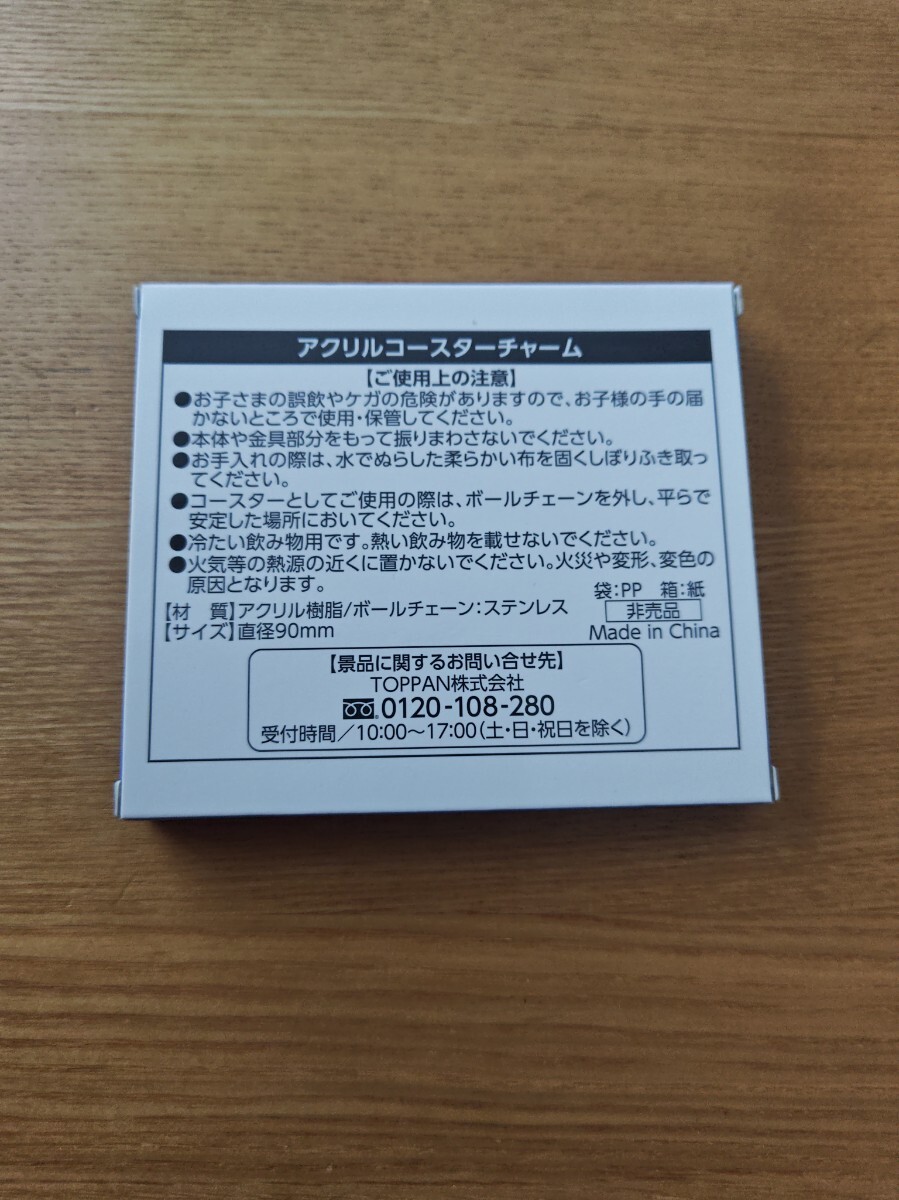 アクリルコースターチャーム
【ご使用上の注意】
●お子さまの誤飲やケガの危険がありますので、お子様の手の届
かないところで使用・保管してください。
●本体や金具部分をもって振りまわさないでください。
●お手入れの際は、水でぬらした柔らかい布を固くしぼりふき取っ
てください。
●コースターとしてご使用の際は、ボールチェーンを外し、平らで
安定した場所においてください。
●冷たい飲み物用です。熱い飲み物を載せないでください。
●火気等の熱源の近くに置かないでください。火災や変形、変色の
原因となります。
袋:PP 箱:紙
【材 質】アクリル樹脂/ボールチェーン:ステンレス
非売品
【サイズ】直径90mm
Made in China
【景品に関するお問い合せ先】
TOPPAN株式会社
0120-108-280
受付時間／10:00〜17:00(土・日・祝日を除く)